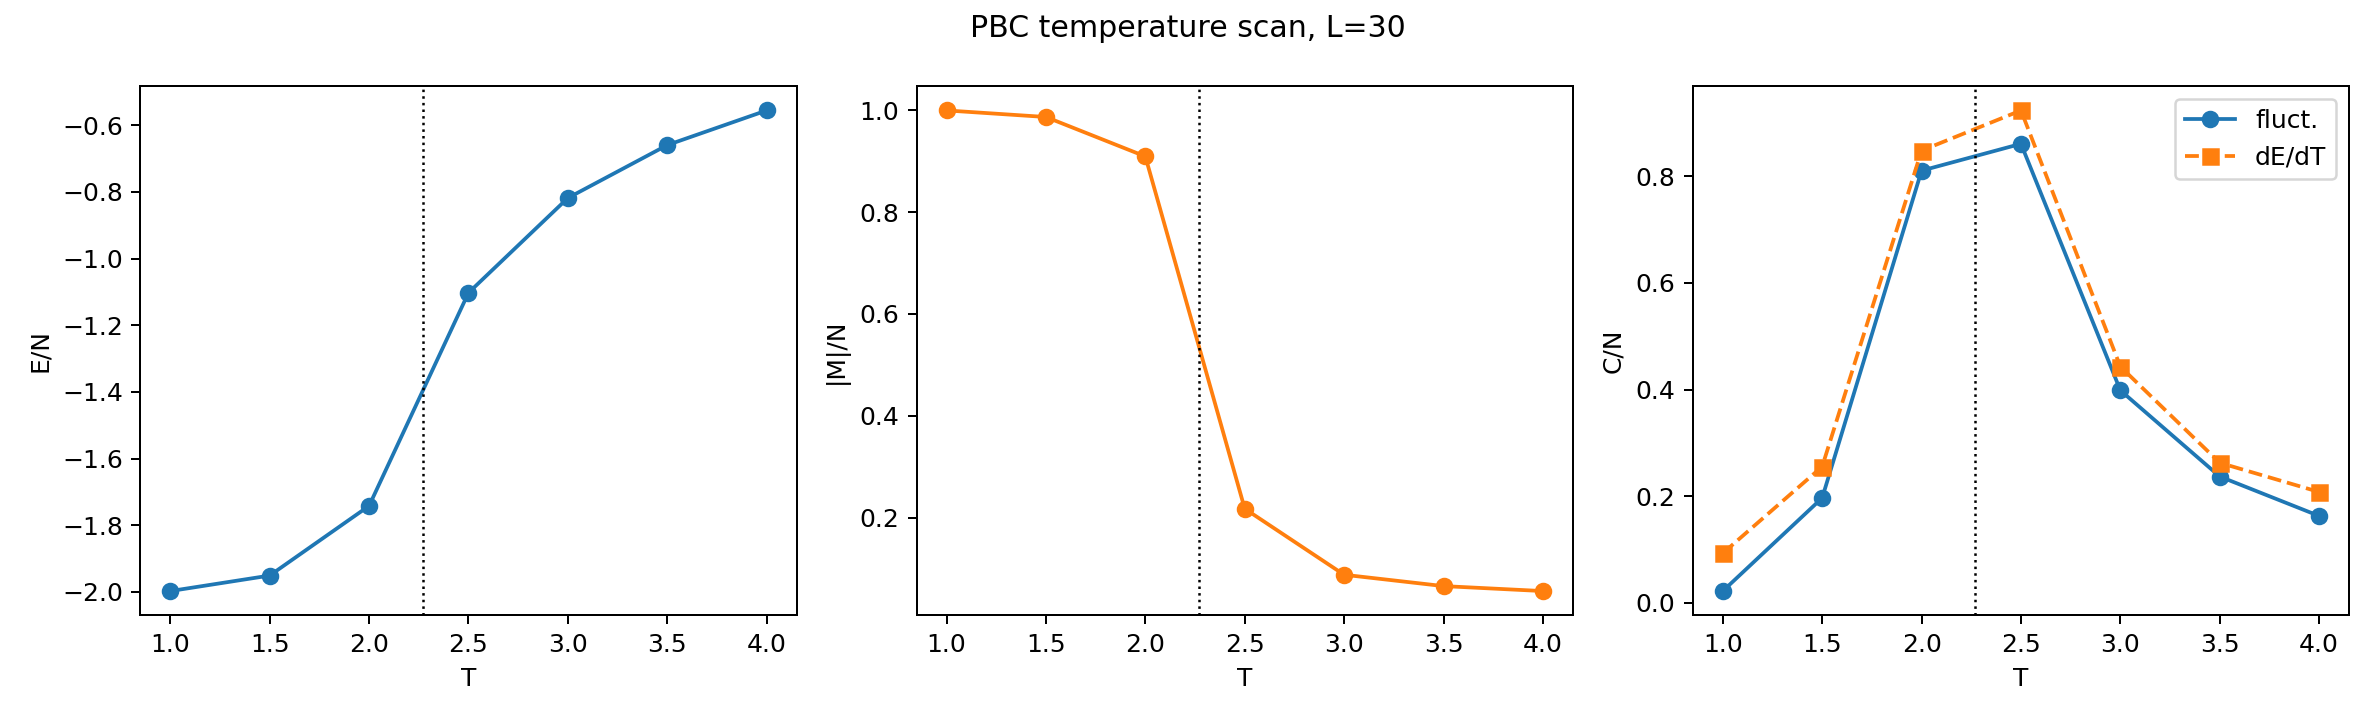 PBC temperature scan, L=30
E/N
−0.6
−0.8
−1.0
−1.2
−1.4
−1.6
−1.8
−2.0
1.0 1.5 2.0 2.5 3.0 3.5 4.0
T
|M|/N
1.0
0.8
0.6
0.4
0.2
1.0 1.5 2.0 2.5 3.0 3.5 4.0
T
C/N
0.8
0.6
0.4
0.2
0.0
1.0 1.5 2.0 2.5 3.0 3.5 4.0
T
fluct.
dE/dT